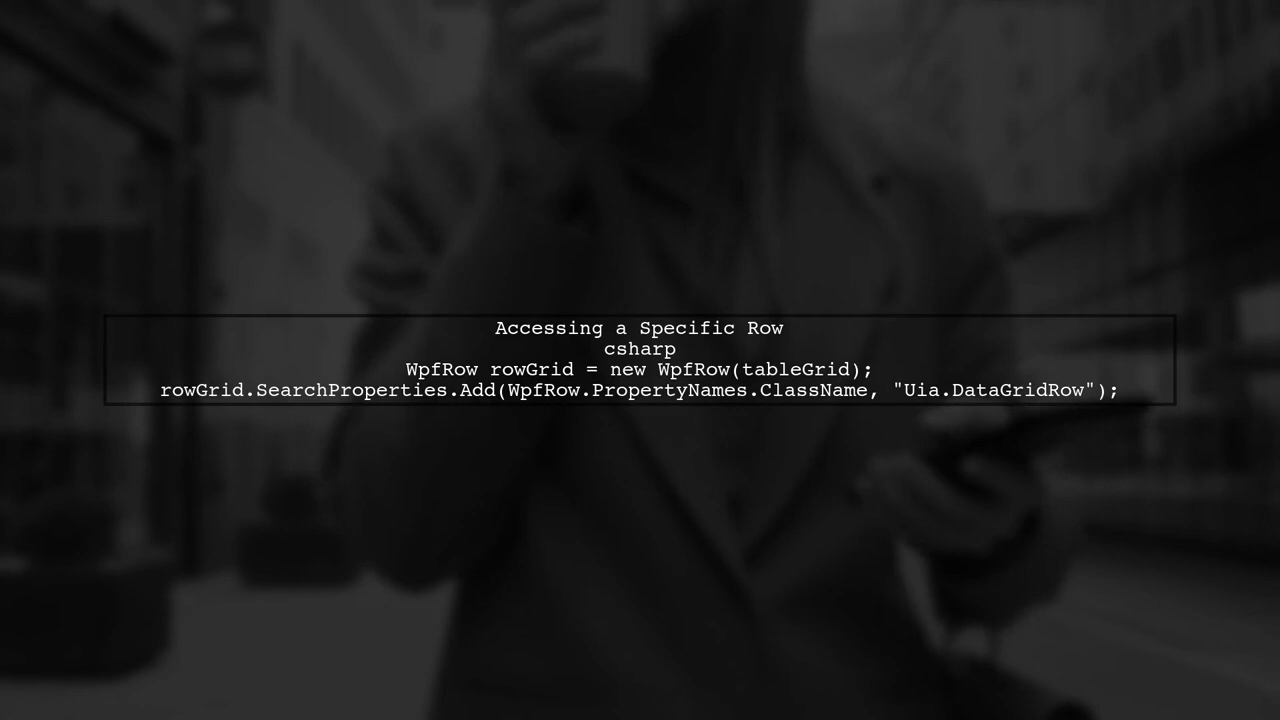 Accessing a Specific Row
csharp
WpfRow rowGrid = new WpfRow(tableGrid);
rowGrid.SearchProperties.Add(WpfRow.PropertyNames.ClassName, "Uia.DataGridRow");